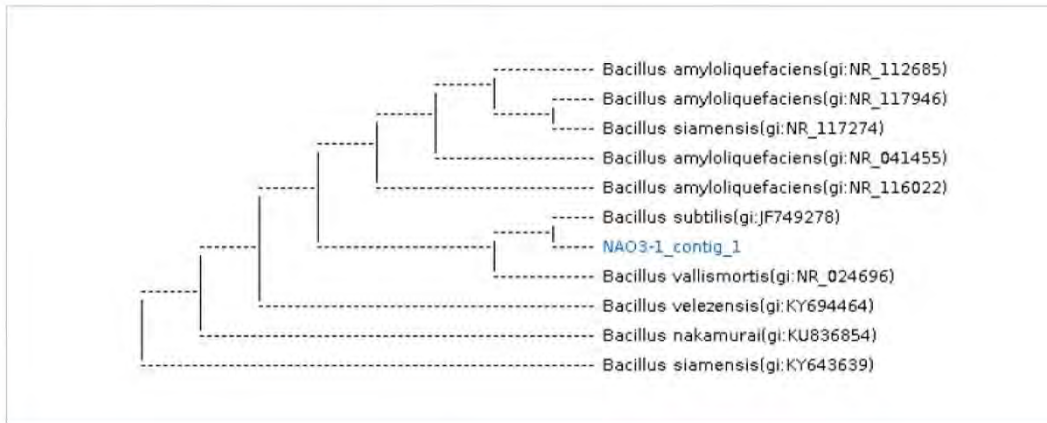 Bacillus amyloliquefaciens(gi:NR_112685)
Bacillus amyloliquefaciens(gi:NR_117946)
Bacillus siamensis(gi:NR_117274)
Bacillus amyloliquefaciens(gi:NR_041455)
Bacillus amyloliquefaciens(gi:NR_116022)
Bacillus subtilis(gi:JF749278)
NAO3-1_contig_1
Bacillus vallismortis(gi:NR_024696)
Bacillus velezensis(gi:KY694464)
Bacillus nakamurai(gi:KU836854)
Bacillus siamensis(gi:KY643639)